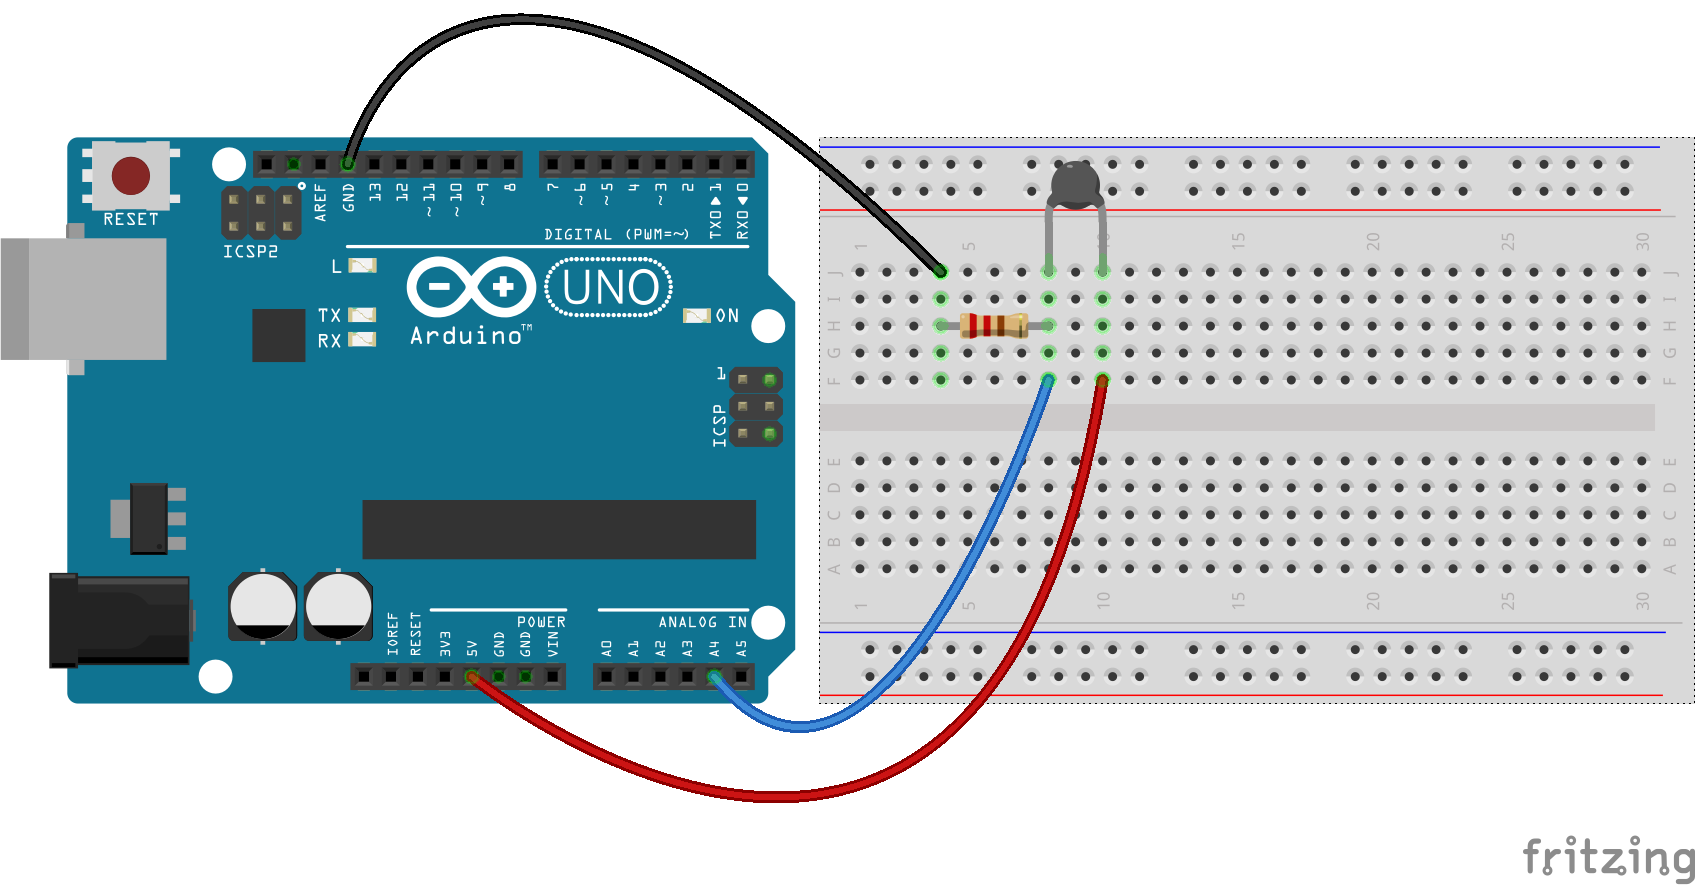 RESET
ICSP2
AREF
GND
13
12
~11
~10
~9
8
7
~6
~5
4
~3
2
TX0▶1
RX0◀0
DIGITAL (PWM=~)
L
TX
RX
Arduino™
UNO
ON
1
ICSP
IOREF
RESET
3V3
5V
GND
GND
VIN
POWER
ANALOG IN
A0
A1
A2
A3
A4
A5
1 5 10 15 20 25 30
J J
I I
H H
G G
F F
E E
D D
C C
B B
A A
1 5 10 15 20 25 30
fritzing